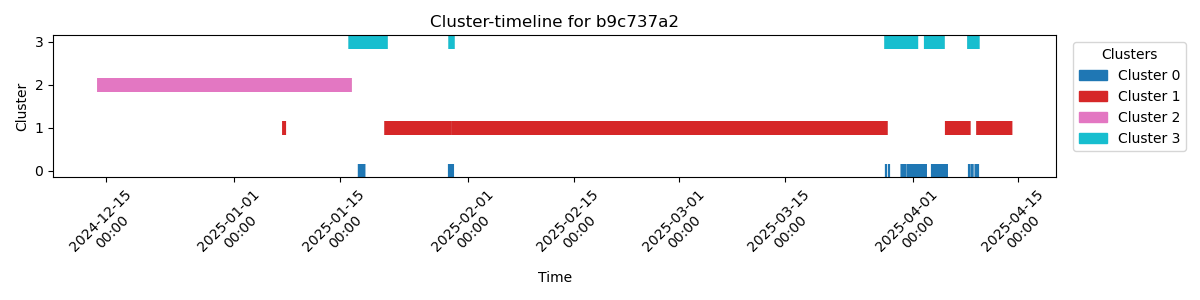 Cluster-timeline for b9c737a2
3
2
1
0
Cluster
2024-12-15
00:00
2025-01-01
00:00
2025-01-15
00:00
2025-02-01
00:00
2025-02-15
00:00
2025-03-01
00:00
2025-03-15
00:00
2025-04-01
00:00
2025-04-15
00:00
Time
Clusters
Cluster 0
Cluster 1
Cluster 2
Cluster 3